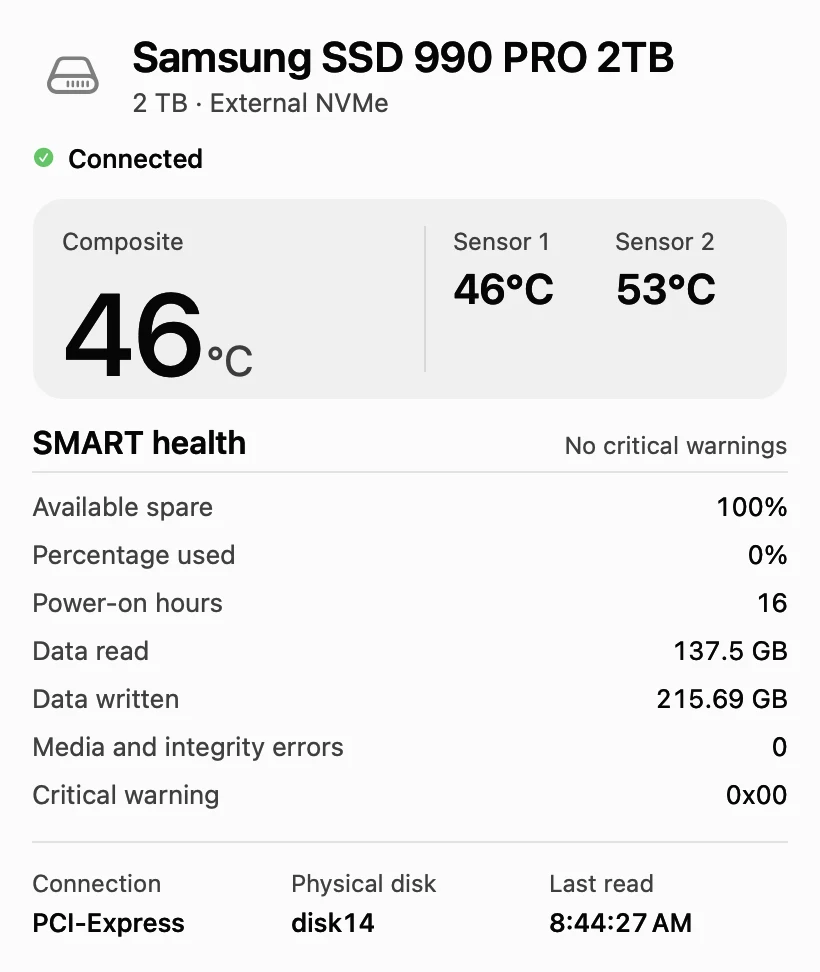 Samsung SSD 990 PRO 2TB
2 TB · External NVMe
Connected
Composite
46 °C
Sensor 1
46°C
Sensor 2
53°C
SMART health
No critical warnings
Available spare 100%
Percentage used 0%
Power-on hours 16
Data read 137.5 GB
Data written 215.69 GB
Media and integrity errors 0
Critical warning 0x00
Connection
PCI-Express
Physical disk
disk14
Last read
8:44:27 AM